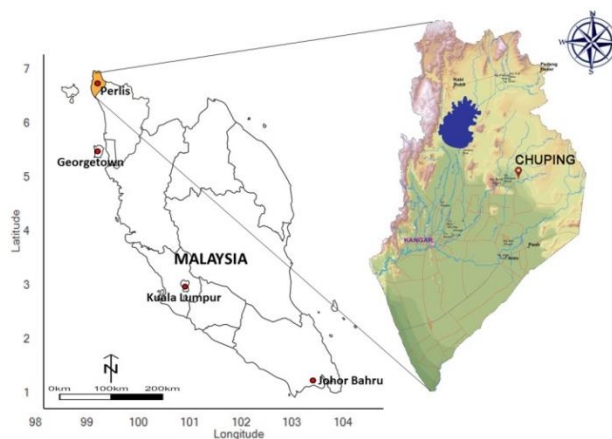 7
6
5
4
3
2
1
Latitude
Perlis
Georgetown
MALAYSIA
Kuala Lumpur
Johor Bahru
N
0km 100km 200km
98 99 100 101 102 103 104
Longitude
N
W E
S
CHUPING
KANGAR